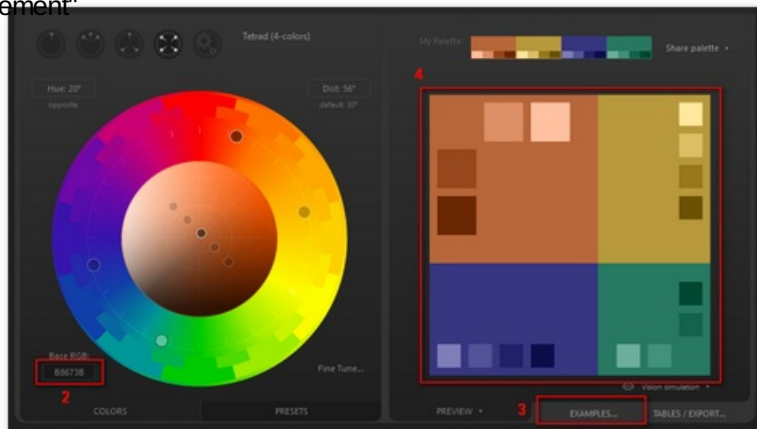 ement"
Tetrad (4-colors)
My Palette:
Share palette
4
Hue: 20°
opposite
Dist: 56°
default: 30°
Base RGB:
B8673B
2
Fine Tune...
Vision simulation
COLORS
PRESETS
PREVIEW
3
EXAMPLES...
TABLES / EXPORT...